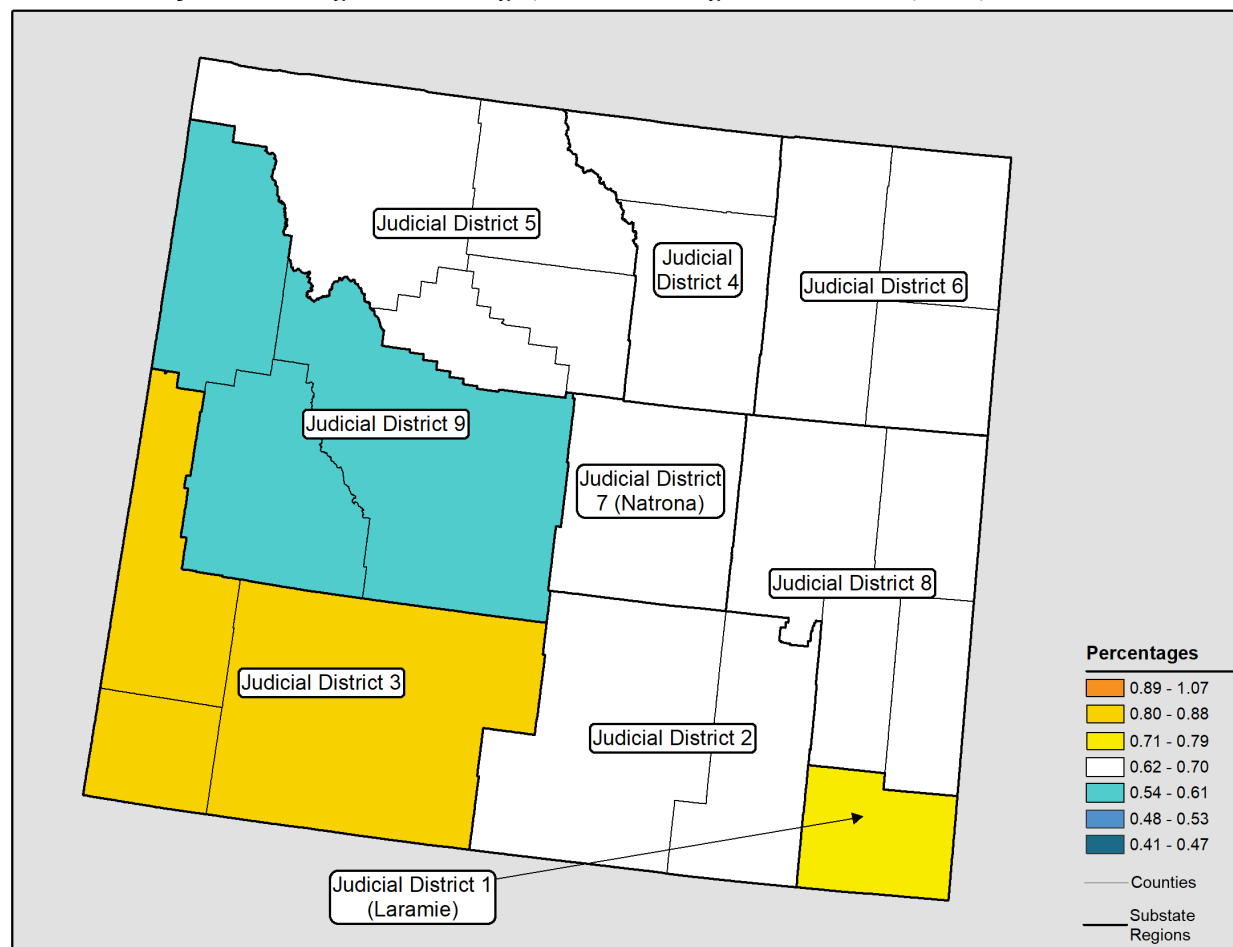 Judicial District 5
Judicial
District 4
Judicial District 6
Judicial District 9
Judicial District
7 (Natrona)
Judicial District 8
Judicial District 3
Judicial District 2
Judicial District 1
(Laramie)
Percentages
0.89 - 1.07
0.80 - 0.88
0.71 - 0.79
0.62 - 0.70
0.54 - 0.61
0.48 - 0.53
0.41 - 0.47
Counties
Substate
Regions